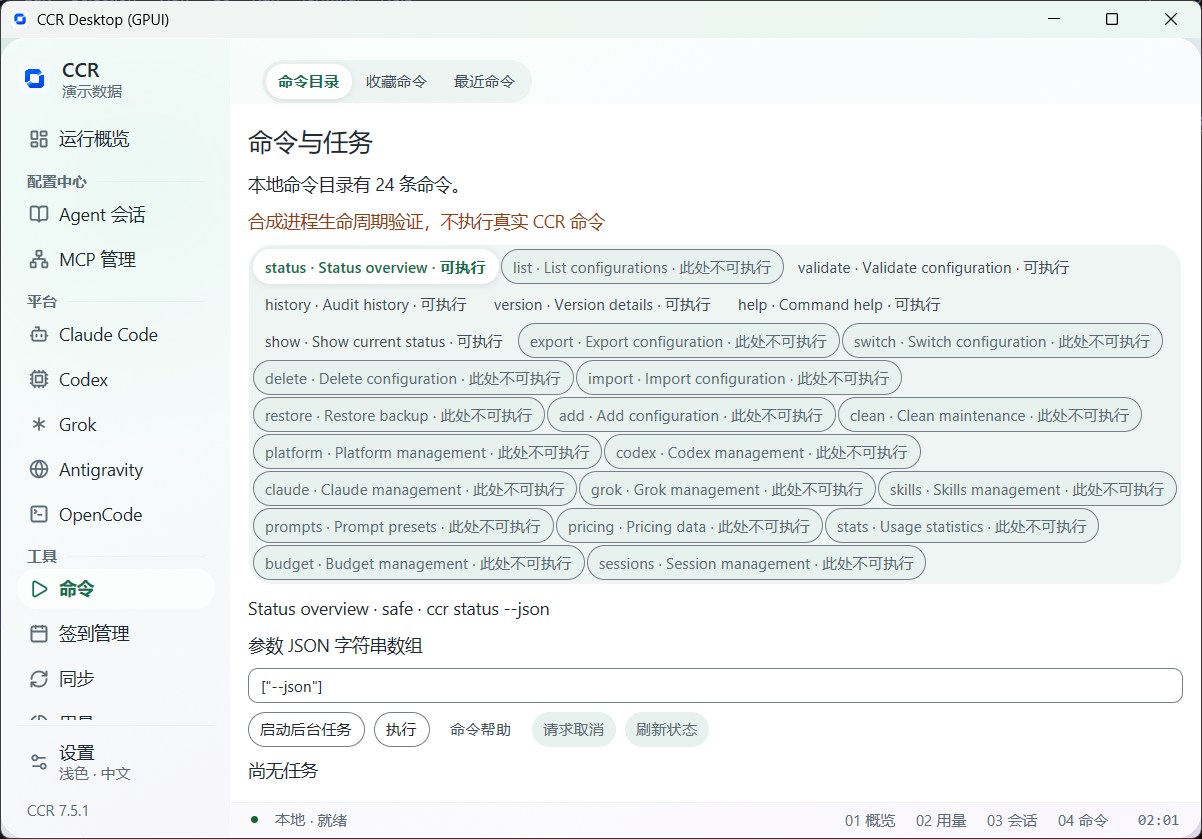 CCR Desktop (GPUI)
CCR
演示数据
运行概览
配置中心
Agent 会话
MCP 管理
平台
Claude Code
Codex
Grok
Antigravity
OpenCode
工具
命令
签到管理
同步
设置
浅色 · 中文
CCR 7.5.1
命令目录 收藏命令 最近命令
命令与任务
本地命令目录有 24 条命令。
合成进程生命周期验证，不执行真实 CCR 命令
status · Status overview · 可执行 list · List configurations · 此处不可执行 validate · Validate configuration · 可执行
history · Audit history · 可执行 version · Version details · 可执行 help · Command help · 可执行
show · Show current status · 可执行 export · Export configuration · 此处不可执行 switch · Switch configuration · 此处不可执行
delete · Delete configuration · 此处不可执行 import · Import configuration · 此处不可执行
restore · Restore backup · 此处不可执行 add · Add configuration · 此处不可执行 clean · Clean maintenance · 此处不可执行
platform · Platform management · 此处不可执行 codex · Codex management · 此处不可执行
claude · Claude management · 此处不可执行 grok · Grok management · 此处不可执行 skills · Skills management · 此处不可执行
prompts · Prompt presets · 此处不可执行 pricing · Pricing data · 此处不可执行 stats · Usage statistics · 此处不可执行
budget · Budget management · 此处不可执行 sessions · Session management · 此处不可执行
Status overview · safe · ccr status --json
参数 JSON 字符串数组
["--json"]
启动后台任务 执行 命令帮助 请求取消 刷新状态
尚无任务
本地 · 就绪 01 概览 02 用量 03 会话 04 命令 02:01